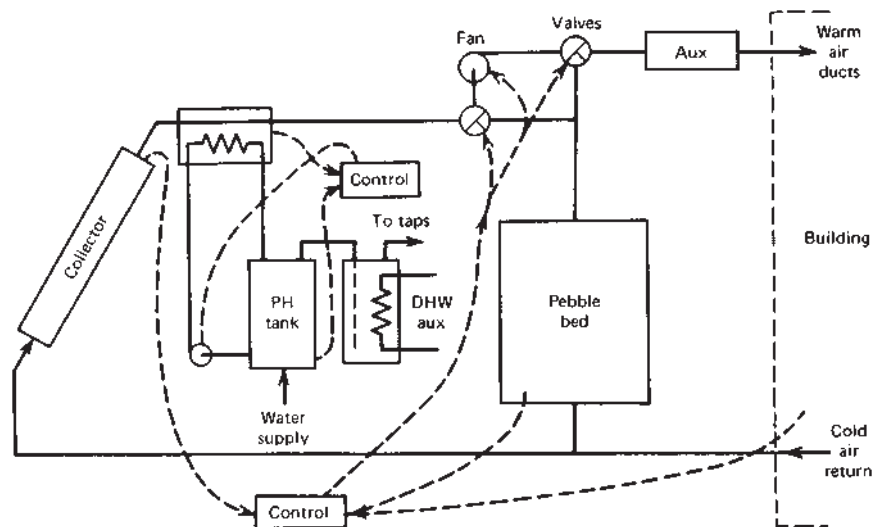 Valves
Fan
Warm
air
ducts
Aux
Control
Collector
To taps
Building
PH
tank
DHW
aux
Pebble
bed
Water
supply
Cold
air
return
Control